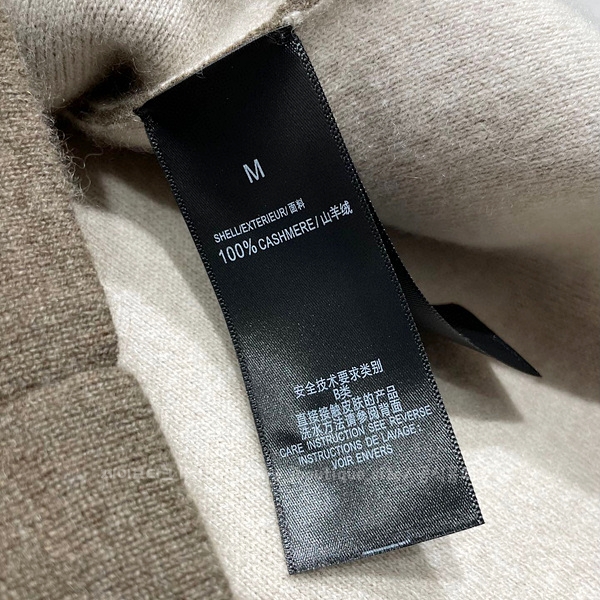 M
SHELL/EXTERIEUR/面料
100% CASHMERE/山羊绒
安全技术要求类别
B类
直接接触皮肤的产品
洗水方法请参阅背面
CARE INSTRUCTION SEE REVERSE
INSTRUCTIONS DE LAVAGE:
VOIR ENVERS